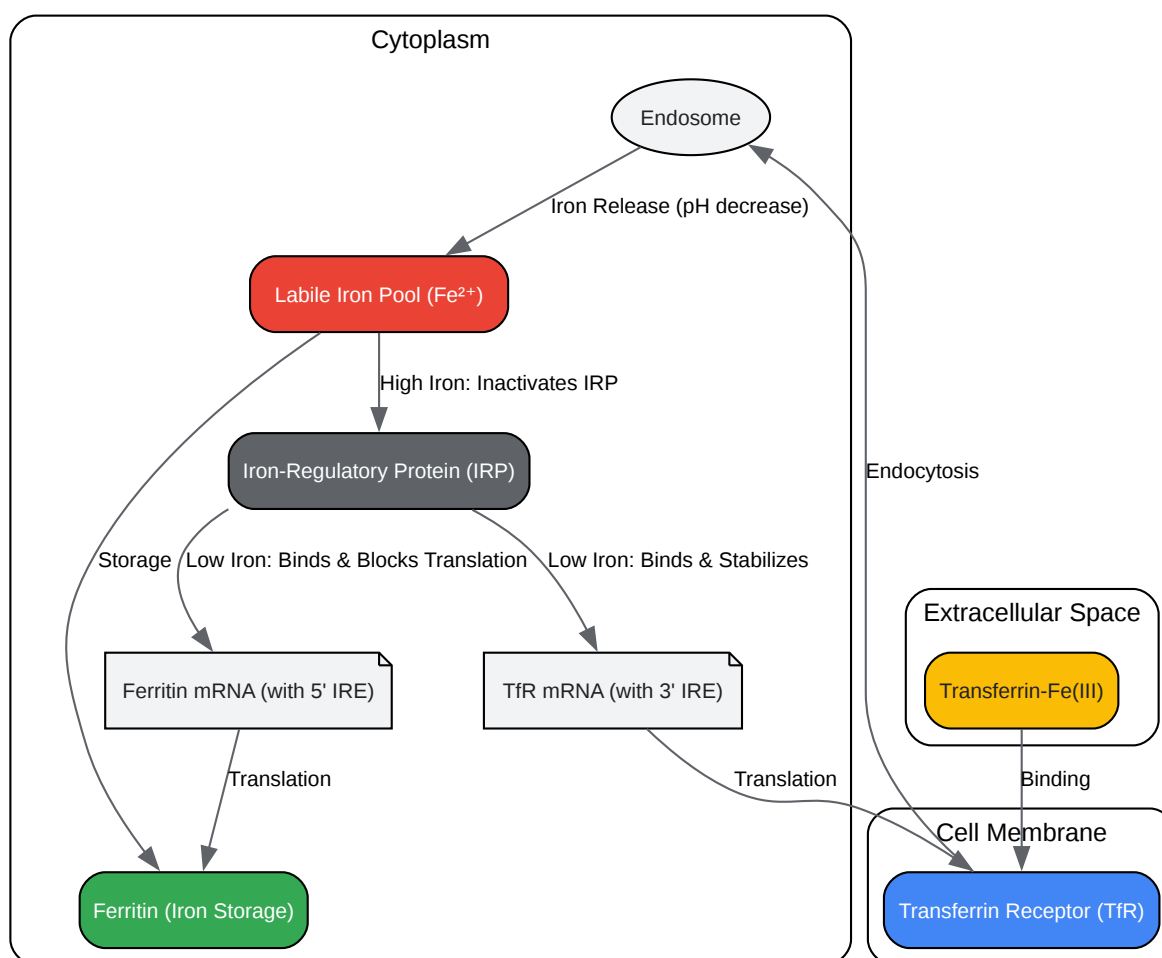 Cytoplasm
Endosome
Iron Release (pH decrease)
Labile Iron Pool (Fe²⁺)
High Iron: Inactivates IRP
Iron-Regulatory Protein (IRP)
Endocytosis
Storage
Low Iron: Binds & Blocks Translation
Low Iron: Binds & Stabilizes
Extracellular Space
Ferritin mRNA (with 5' IRE)
TfR mRNA (with 3' IRE)
Transferrin-Fe(III)
Translation
Translation
Binding
Cell Membrane
Ferritin (Iron Storage)
Transferrin Receptor (TfR)